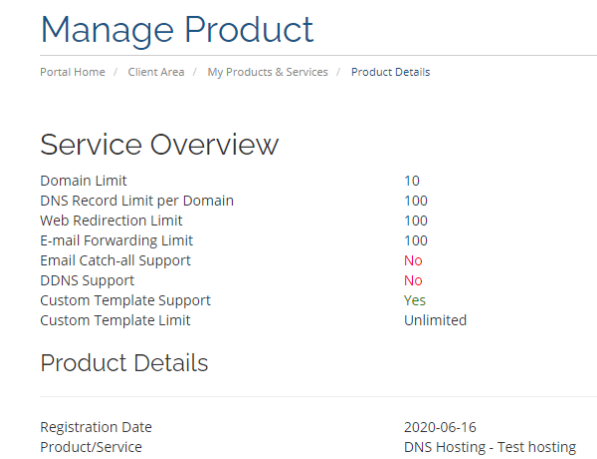 Manage Product
Portal Home / Client Area / My Products & Services / Product Details
Service Overview
Domain Limit 10
DNS Record Limit per Domain 100
Web Redirection Limit 100
E-mail Forwarding Limit 100
Email Catch-all Support No
DDNS Support No
Custom Template Support Yes
Custom Template Limit Unlimited
Product Details
Registration Date 2020-06-16
Product/Service DNS Hosting - Test hosting